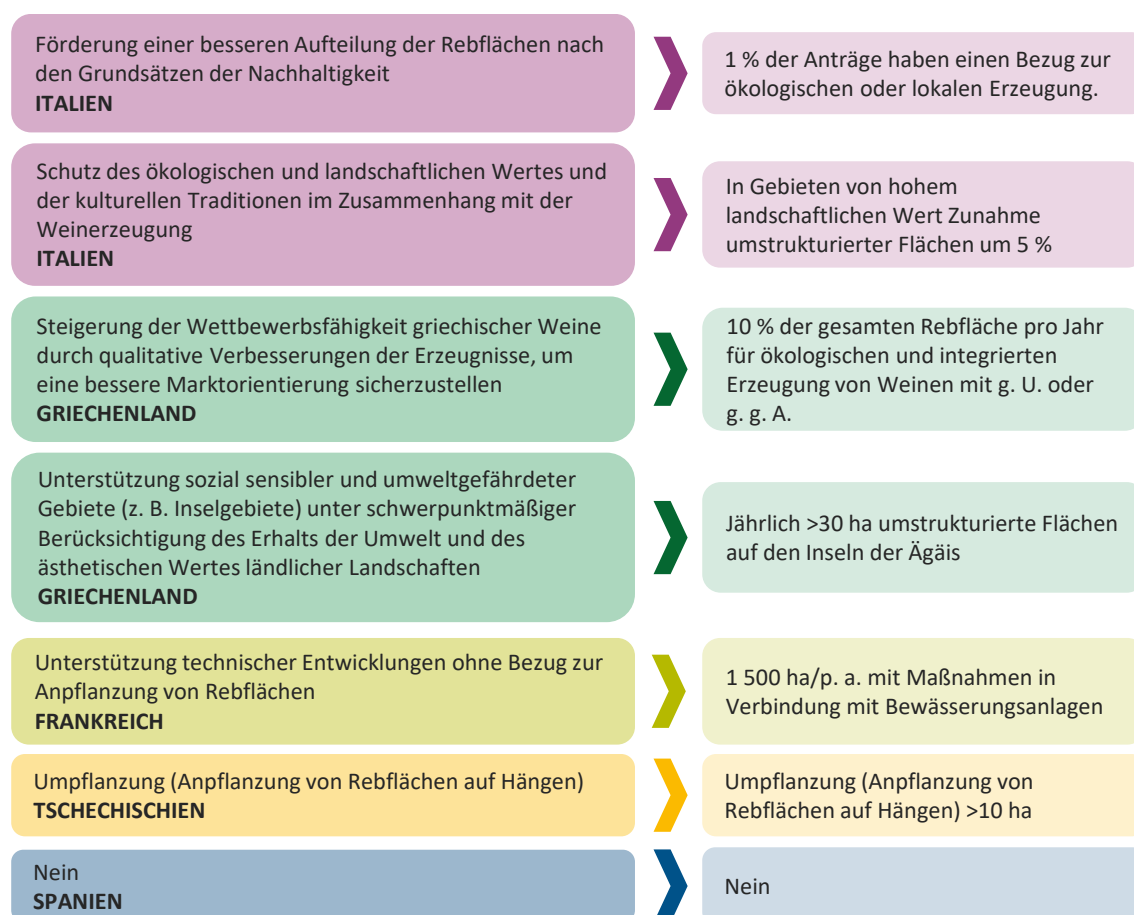 Förderung einer besseren Aufteilung der Rebflächen nach
den Grundsätzen der Nachhaltigkeit
ITALIEN
1 % der Anträge haben einen Bezug zur
ökologischen oder lokalen Erzeugung.
Schutz des ökologischen und landschaftlichen Wertes und
der kulturellen Traditionen im Zusammenhang mit der
Weinerzeugung
ITALIEN
In Gebieten von hohem
landschaftlichen Wert Zunahme
umstrukturierter Flächen um 5 %
Steigerung der Wettbewerbsfähigkeit griechischer Weine
durch qualitative Verbesserungen der Erzeugnisse, um
eine bessere Marktorientierung sicherzustellen
GRIECHENLAND
10 % der gesamten Rebfläche pro Jahr
für ökologischen und integrierten
Erzeugung von Weinen mit g. U. oder
g. g. A.
Unterstützung sozial sensibler und umweltgefährdeter
Gebiete (z. B. Inselgebiete) unter schwerpunktmäßiger
Berücksichtigung des Erhalts der Umwelt und des
ästhetischen Wertes ländlicher Landschaften
GRIECHENLAND
Jährlich >30 ha umstrukturierte Flächen
auf den Inseln der Ägäis
Unterstützung technischer Entwicklungen ohne Bezug zur
Anpflanzung von Rebflächen
FRANKREICH
1 500 ha/p. a. mit Maßnahmen in
Verbindung mit Bewässerungsanlagen
Umpflanzung (Anpflanzung von Rebflächen auf Hängen)
TSCHECHISCHIEN
Umpflanzung (Anpflanzung von
Rebflächen auf Hängen) >10 ha
Nein
SPANIEN
Nein